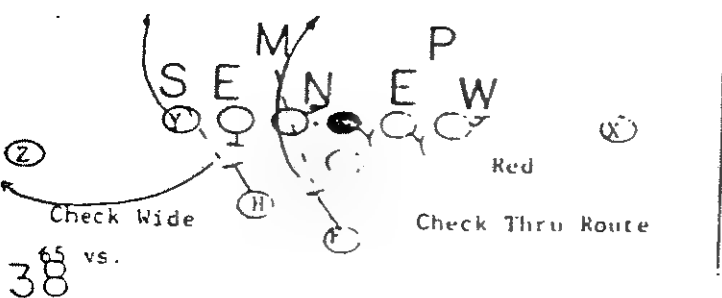 M P
S E N E W
Y
Z X
Red
H
Check Wide Check Thru Route
F
65 vs.
38